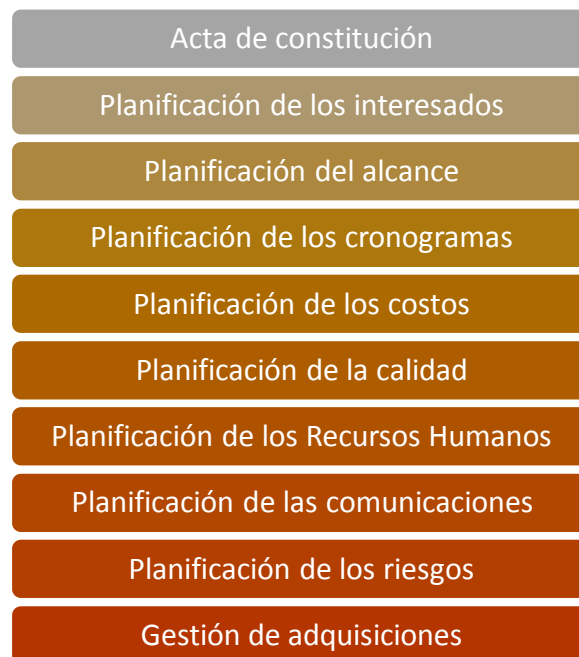 Acta de constitución
Planificación de los interesados
Planificación del alcance
Planificación de los cronogramas
Planificación de los costos
Planificación de la calidad
Planificación de los Recursos Humanos
Planificación de las comunicaciones
Planificación de los riesgos
Gestión de adquisiciones